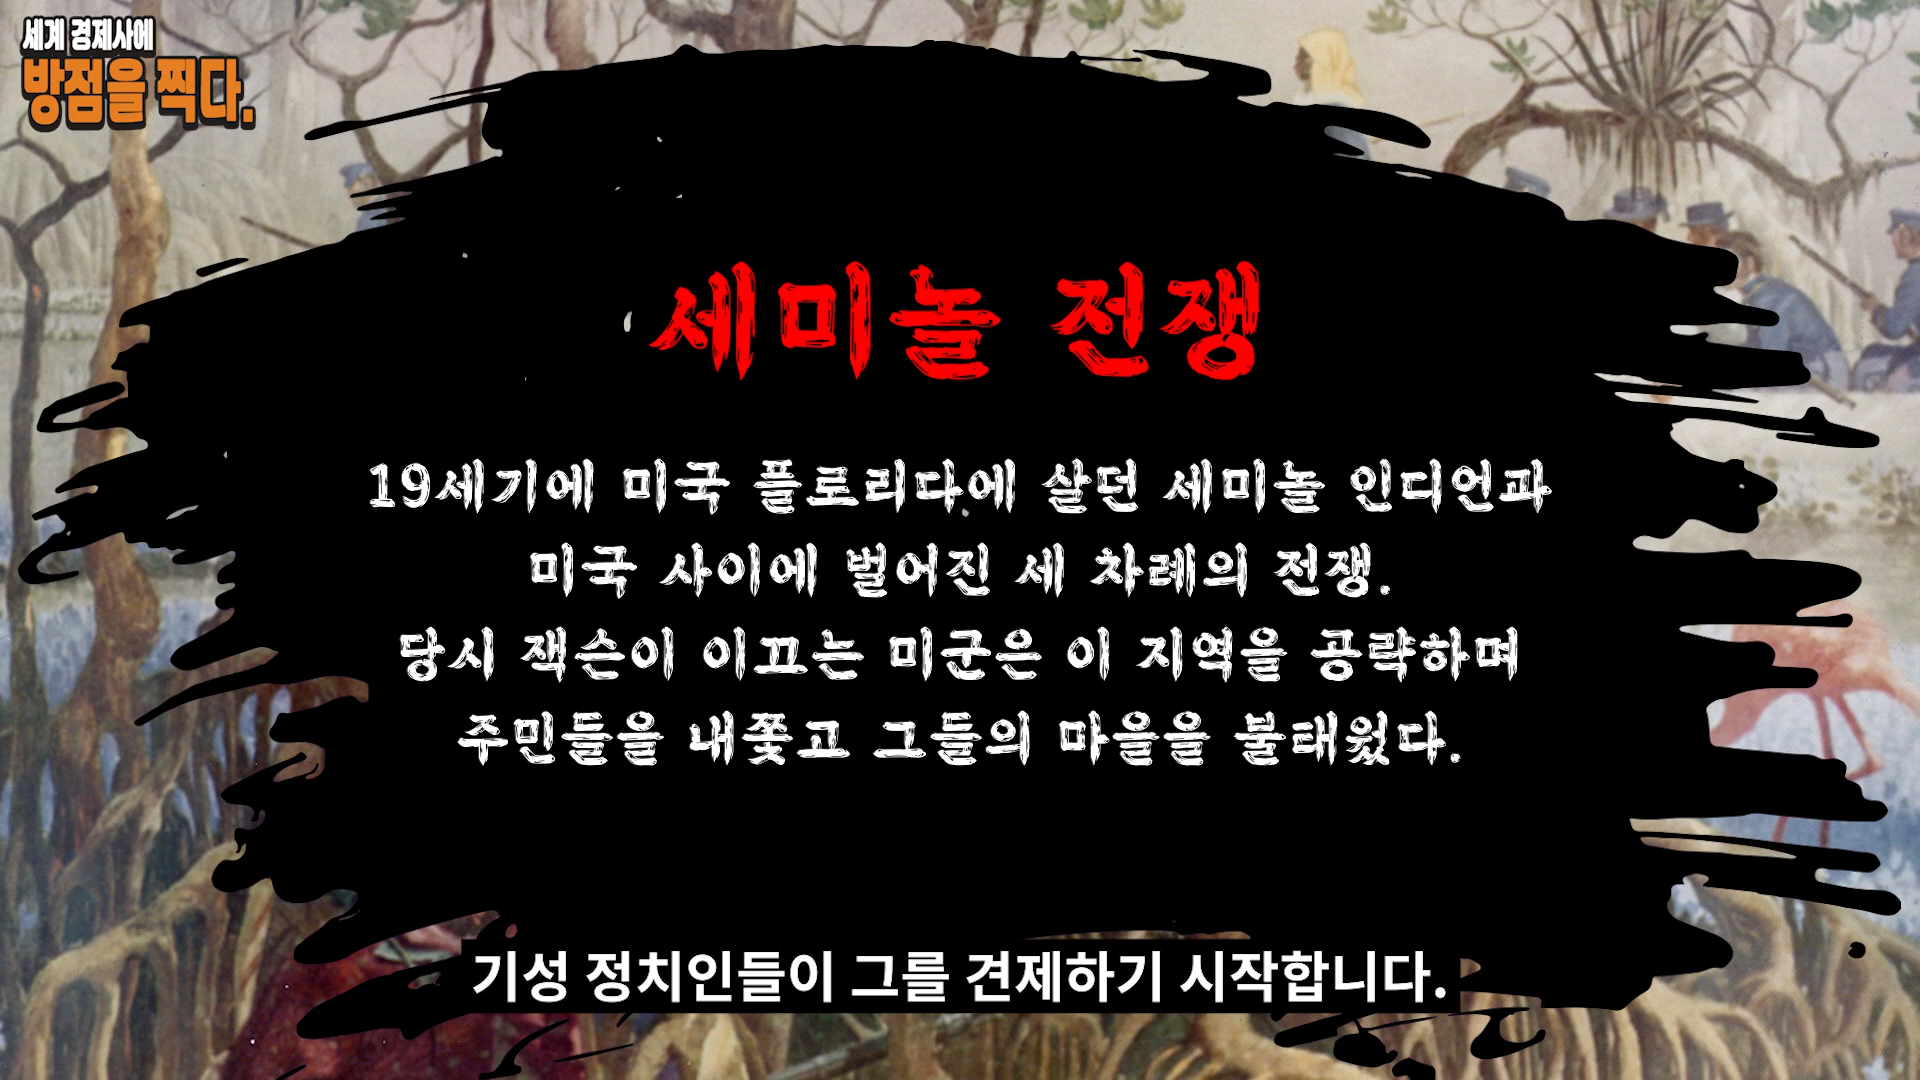 세계 경제사에
방점을 찍다.
세미놀 전쟁
19세기에 미국 플로리다에 살던 세미놀 인디언과
미국 사이에 벌어진 세 차례의 전쟁.
당시 잭슨이 이끄는 미군은 이 지역을 공략하며
주민들을 내쫓고 그들의 마을을 불태웠다.
기성 정치인들이 그를 견제하기 시작합니다.